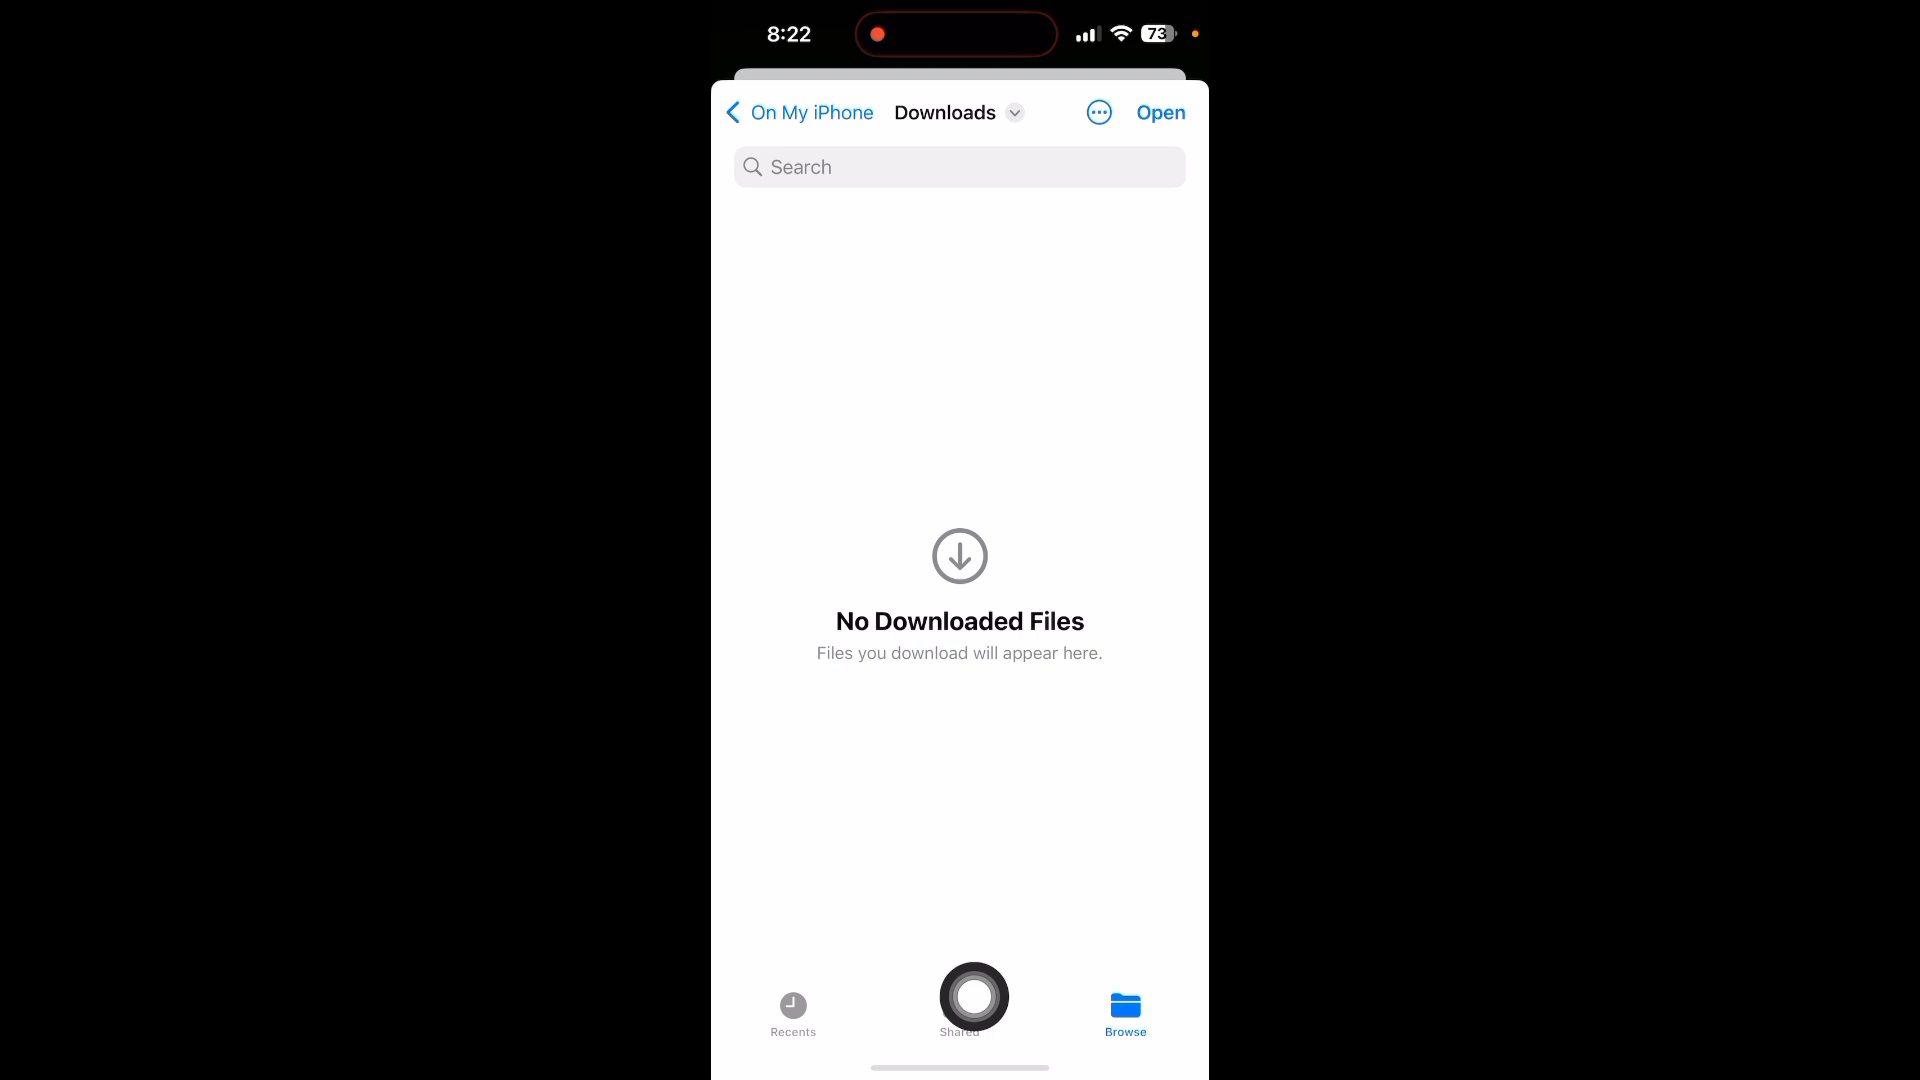 8:22
73
On My iPhone Downloads Open
Search
No Downloaded Files
Files you download will appear here.
Recents Shared Browse